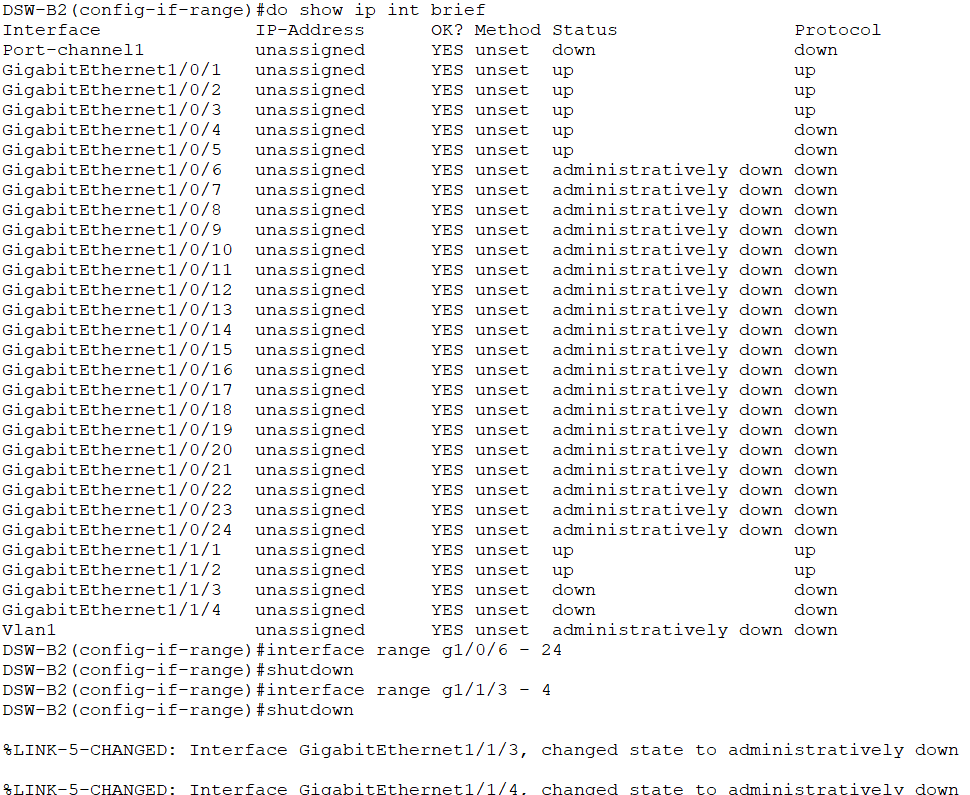 DSW-B2(config-if-range)#do show ip int brief
Interface              IP-Address      OK? Method Status                Protocol
Port-channel1          unassigned      YES unset  down                  down
GigabitEthernet1/0/1   unassigned      YES unset  up                    up
GigabitEthernet1/0/2   unassigned      YES unset  up                    up
GigabitEthernet1/0/3   unassigned      YES unset  up                    up
GigabitEthernet1/0/4   unassigned      YES unset  up                    down
GigabitEthernet1/0/5   unassigned      YES unset  up                    down
GigabitEthernet1/0/6   unassigned      YES unset  administratively down down
GigabitEthernet1/0/7   unassigned      YES unset  administratively down down
GigabitEthernet1/0/8   unassigned      YES unset  administratively down down
GigabitEthernet1/0/9   unassigned      YES unset  administratively down down
GigabitEthernet1/0/10  unassigned      YES unset  administratively down down
GigabitEthernet1/0/11  unassigned      YES unset  administratively down down
GigabitEthernet1/0/12  unassigned      YES unset  administratively down down
GigabitEthernet1/0/13  unassigned      YES unset  administratively down down
GigabitEthernet1/0/14  unassigned      YES unset  administratively down down
GigabitEthernet1/0/15  unassigned      YES unset  administratively down down
GigabitEthernet1/0/16  unassigned      YES unset  administratively down down
GigabitEthernet1/0/17  unassigned      YES unset  administratively down down
GigabitEthernet1/0/18  unassigned      YES unset  administratively down down
GigabitEthernet1/0/19  unassigned      YES unset  administratively down down
GigabitEthernet1/0/20  unassigned      YES unset  administratively down down
GigabitEthernet1/0/21  unassigned      YES unset  administratively down down
GigabitEthernet1/0/22  unassigned      YES unset  administratively down down
GigabitEthernet1/0/23  unassigned      YES unset  administratively down down
GigabitEthernet1/0/24  unassigned      YES unset  administratively down down
GigabitEthernet1/1/1   unassigned      YES unset  up                    up
GigabitEthernet1/1/2   unassigned      YES unset  up                    up
GigabitEthernet1/1/3   unassigned      YES unset  down                  down
GigabitEthernet1/1/4   unassigned      YES unset  down                  down
Vlan1                  unassigned      YES unset  administratively down down
DSW-B2(config-if-range)#interface range g1/0/6 - 24
DSW-B2(config-if-range)#shutdown
DSW-B2(config-if-range)#interface range g1/1/3 - 4
DSW-B2(config-if-range)#shutdown
%LINK-5-CHANGED: Interface GigabitEthernet1/1/3, changed state to administratively down
%LINK-5-CHANGED: Interface GigabitEthernet1/1/4, changed state to administratively down